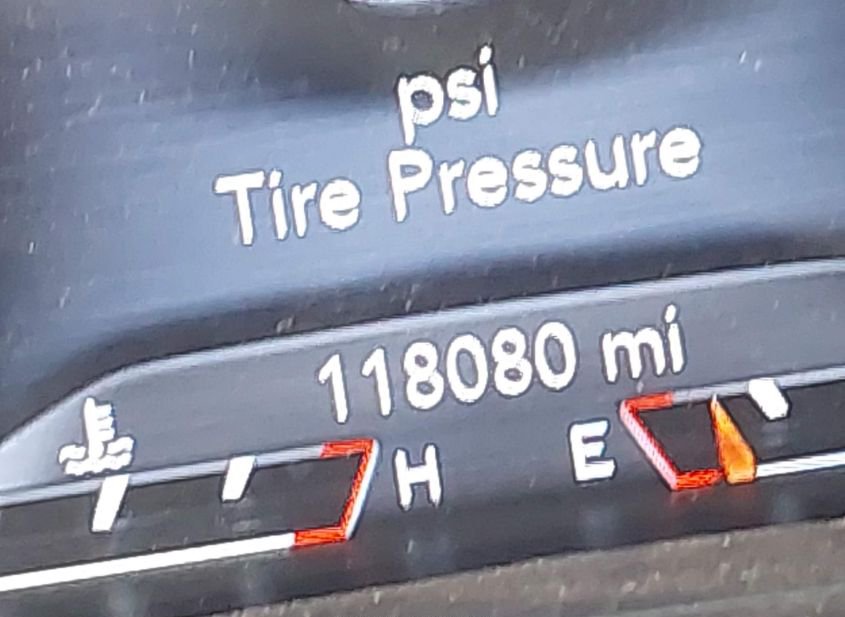 psi
Tire Pressure
118080 mi
H E